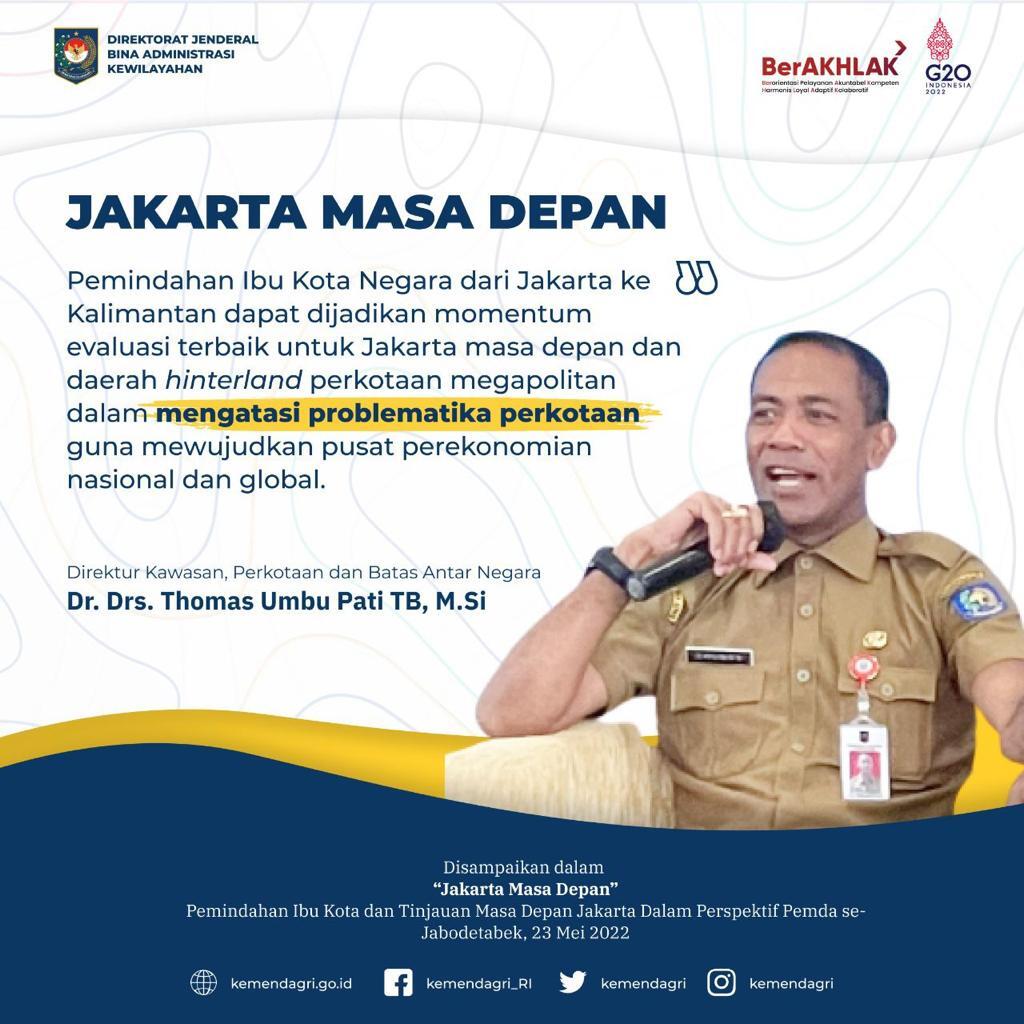 DIREKTORAT JENDERAL
BINA ADMINISTRASI
KEWILAYAHAN
BerAKHLAK
Berorientasi Pelayanan Akuntabel Kompeten
Harmonis Loyal Adaptif Kolaboratif
G20
INDONESIA
2022
JAKARTA MASA DEPAN
Pemindahan Ibu Kota Negara dari Jakarta ke
Kalimantan dapat dijadikan momentum
evaluasi terbaik untuk Jakarta masa depan dan
daerah hinterland perkotaan megapolitan
dalam mengatasi problematika perkotaan
guna mewujudkan pusat perekonomian
nasional dan global.
Direktur Kawasan, Perkotaan dan Batas Antar Negara
Dr. Drs. Thomas Umbu Pati TB, M.Si
Disampaikan dalam
“Jakarta Masa Depan”
Pemindahan Ibu Kota dan Tinjauan Masa Depan Jakarta Dalam Perspektif Pemda se-
Jabodetabek, 23 Mei 2022
kemendagri.go.id
kemendagri_RI
kemendagri
kemendagri